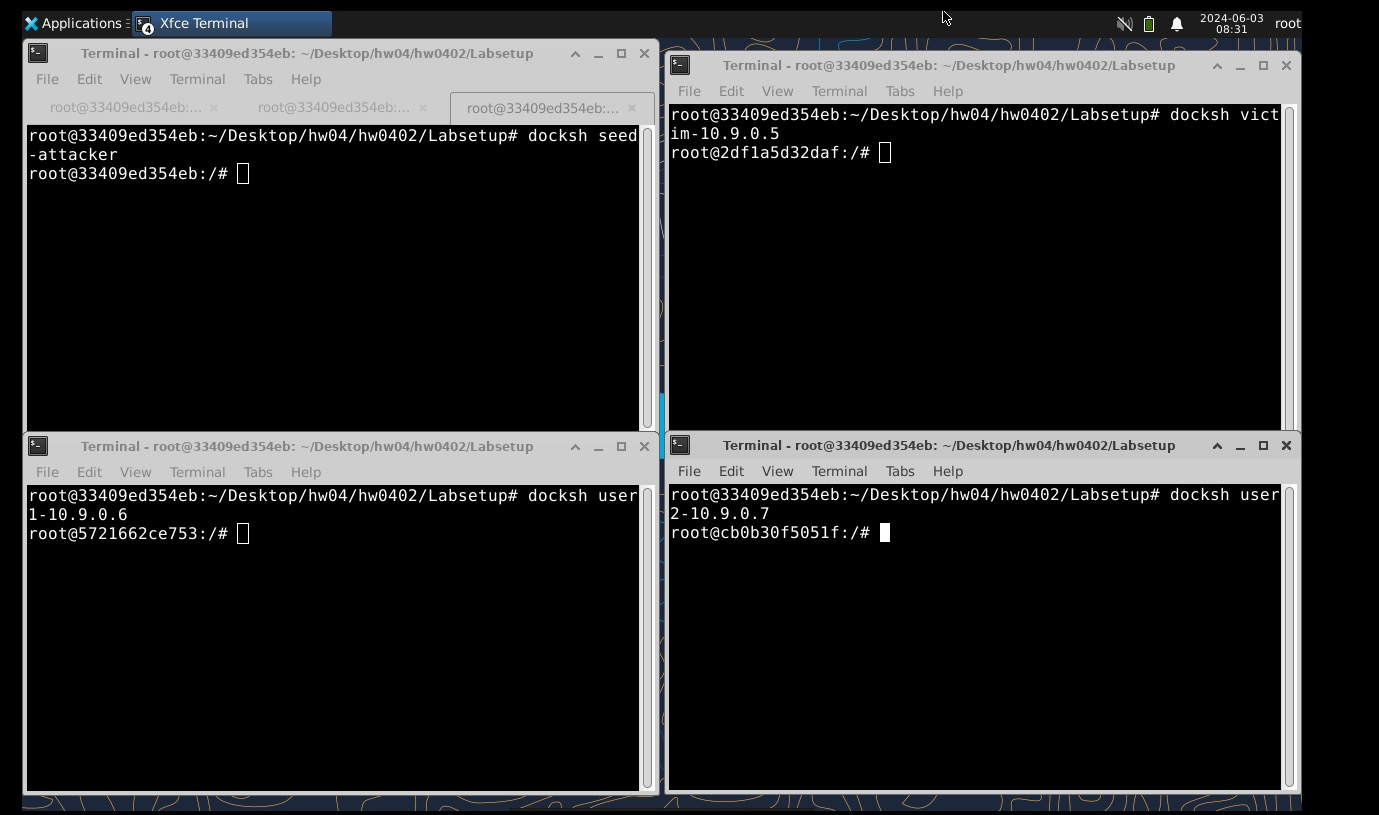 Applications
Xfce Terminal
4
2024-06-03
08:31
root
Terminal - root@33409ed354eb: ~/Desktop/hw04/hw0402/Labsetup
File Edit View Terminal Tabs Help
root@33409ed354eb:... root@33409ed354eb:... root@33409ed354eb:...
root@33409ed354eb:~/Desktop/hw04/hw0402/Labsetup# docksh seed
-attacker
root@33409ed354eb:/#
Terminal - root@33409ed354eb: ~/Desktop/hw04/hw0402/Labsetup
File Edit View Terminal Tabs Help
root@33409ed354eb:~/Desktop/hw04/hw0402/Labsetup# docksh vict
im-10.9.0.5
root@2df1a5d32daf:/#
Terminal - root@33409ed354eb: ~/Desktop/hw04/hw0402/Labsetup
File Edit View Terminal Tabs Help
root@33409ed354eb:~/Desktop/hw04/hw0402/Labsetup# docksh user
1-10.9.0.6
root@5721662ce753:/#
Terminal - root@33409ed354eb: ~/Desktop/hw04/hw0402/Labsetup
File Edit View Terminal Tabs Help
root@33409ed354eb:~/Desktop/hw04/hw0402/Labsetup# docksh user
2-10.9.0.7
root@cb0b30f5051f:/#